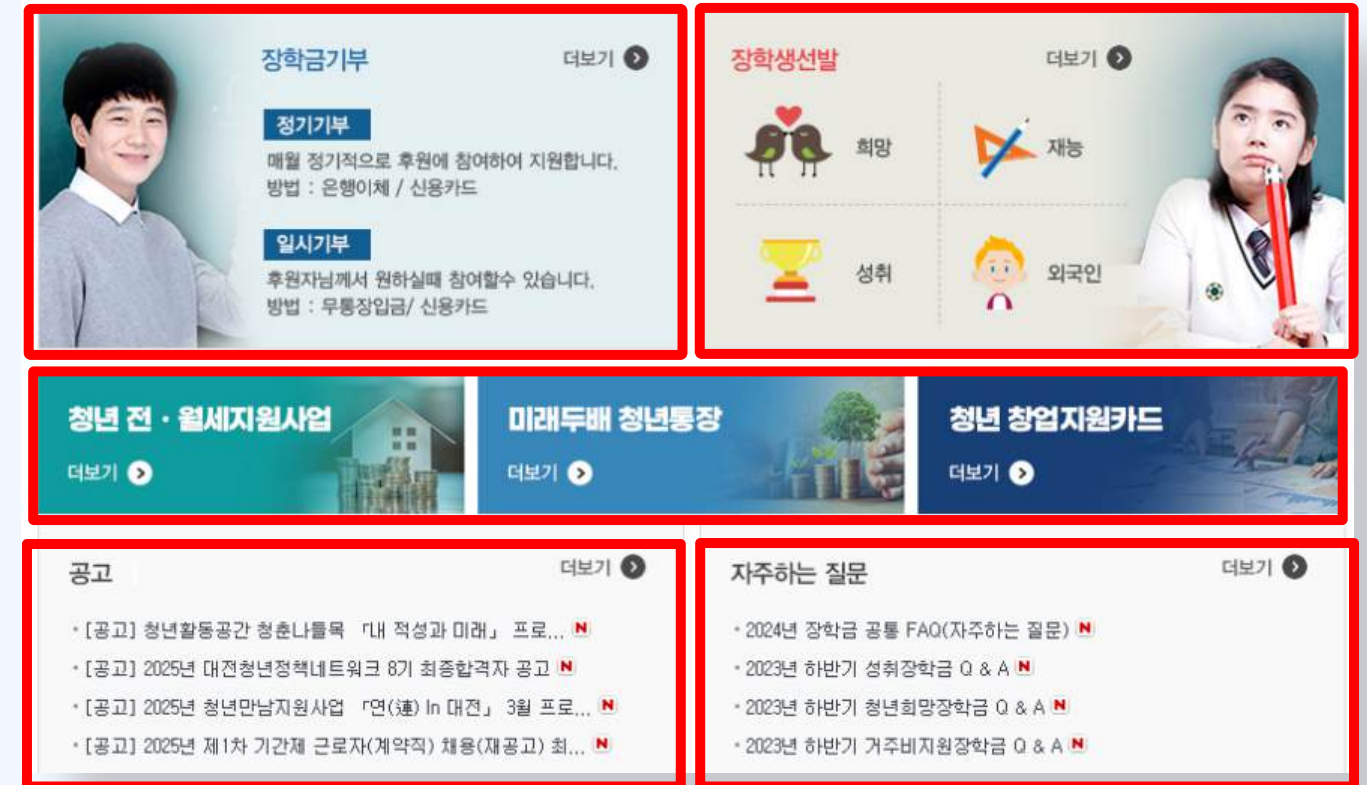 장학금기부
더보기
정기기부
매월 정기적으로 후원에 참여하여 지원합니다.
방법 : 은행이체 / 신용카드
일시기부
후원자님께서 원하실때 참여할수 있습니다.
방법 : 무통장입금/ 신용카드
장학생선발
더보기
희망
재능
성취
외국인
청년 전 · 월세지원사업
더보기
미래두배 청년통장
더보기
청년 창업지원카드
더보기
공고
더보기
· [공고] 청년활동공간 청춘나들목 「내 적성과 미래」 프로... N
· [공고] 2025년 대전청년정책네트워크 8기 최종합격자 공고 N
· [공고] 2025년 청년만남지원사업 「연(連) In 대전」 3월 프로... N
· [공고] 2025년 제1차 기간제 근로자(계약직) 채용(재공고) 최... N
자주하는 질문
더보기
· 2024년 장학금 공통 FAQ(자주하는 질문) N
· 2023년 하반기 성취장학금 Q & A N
· 2023년 하반기 청년희망장학금 Q & A N
· 2023년 하반기 거주비지원장학금 Q & A N